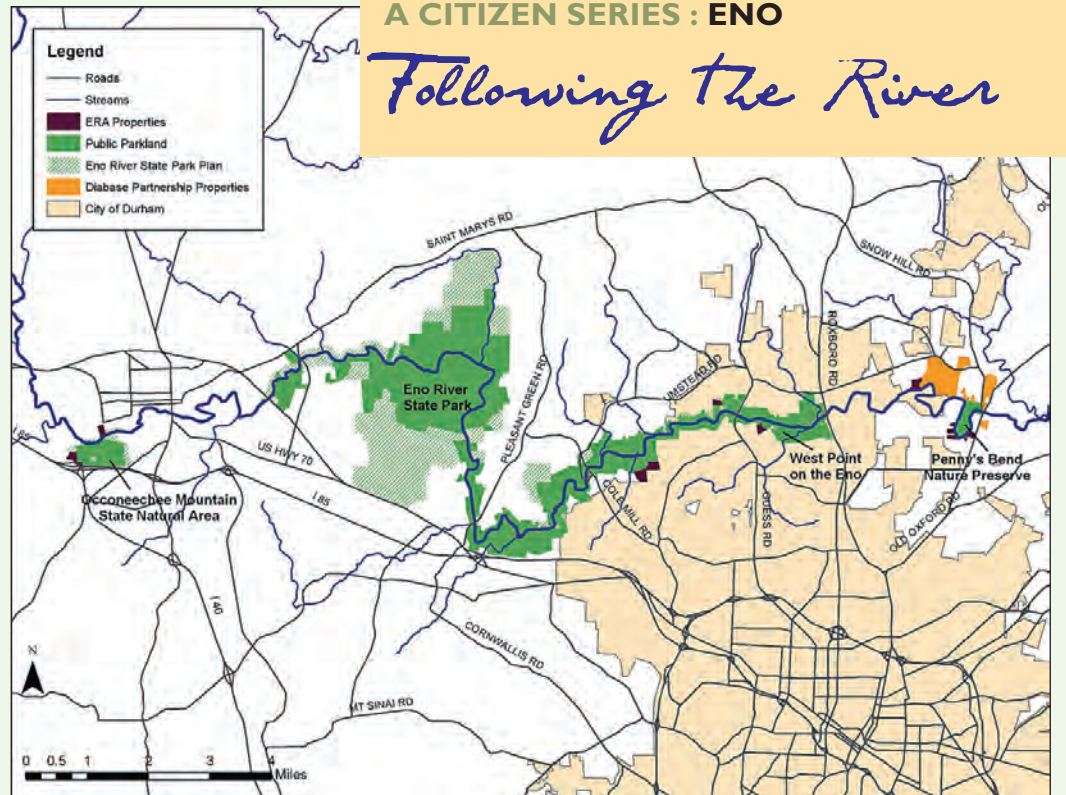 A CITIZEN SERIES : ENO
Following the River
Legend
Roads
Streams
ERA Properties
Public Parkland
Eno River State Park Plan
Diabase Partnership Properties
City of Durham
SAINT MARYS RD
SNOW HILL RD
ROXBORO RD
UMSTEAD RD
PLEASANT GREEN RD
Eno River
State Park
I 85
US HWY 70
I 85
Occoneechee Mountain
State Natural Area
COLE MILL RD
GUESS RD
West Point
on the Eno
Penny's Bend
Nature Preserve
OLD OXFORD RD
I 40
CORNWALLIS RD
MT SINAI RD
N
0 0.5 1 2 3 4
Miles